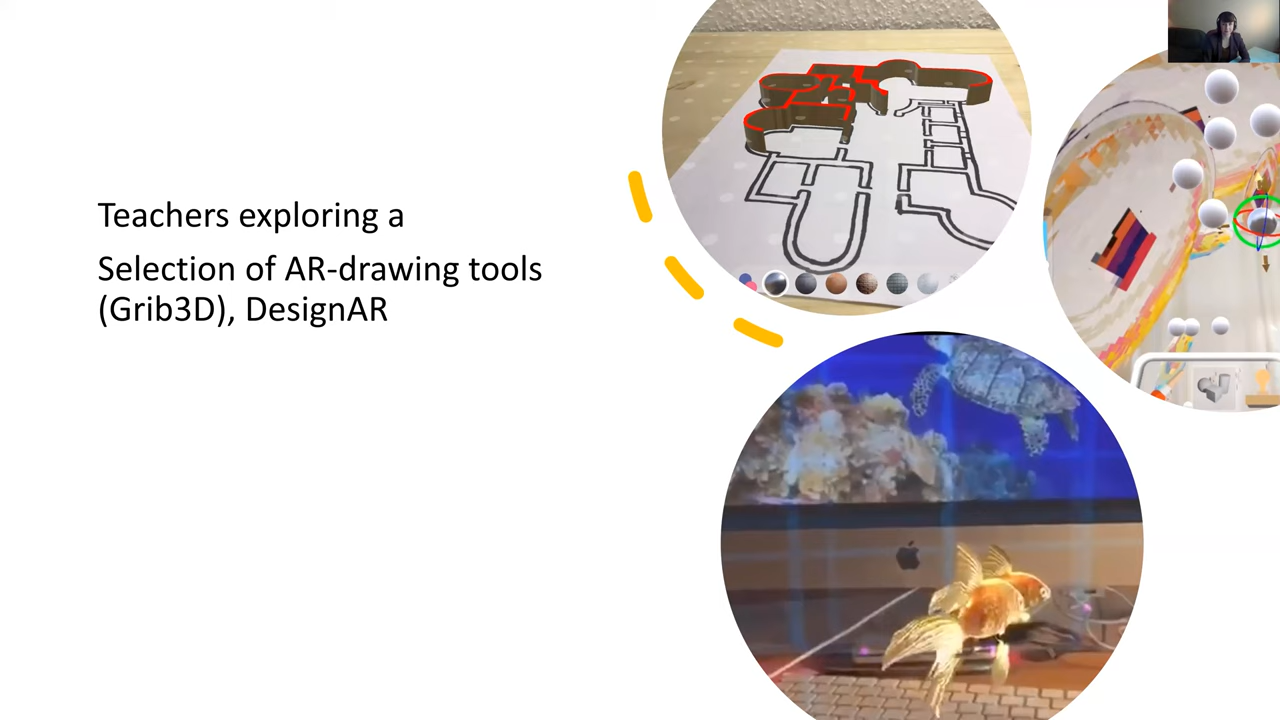 Teachers exploring a
Selection of AR-drawing tools
(Grib3D), DesignAR